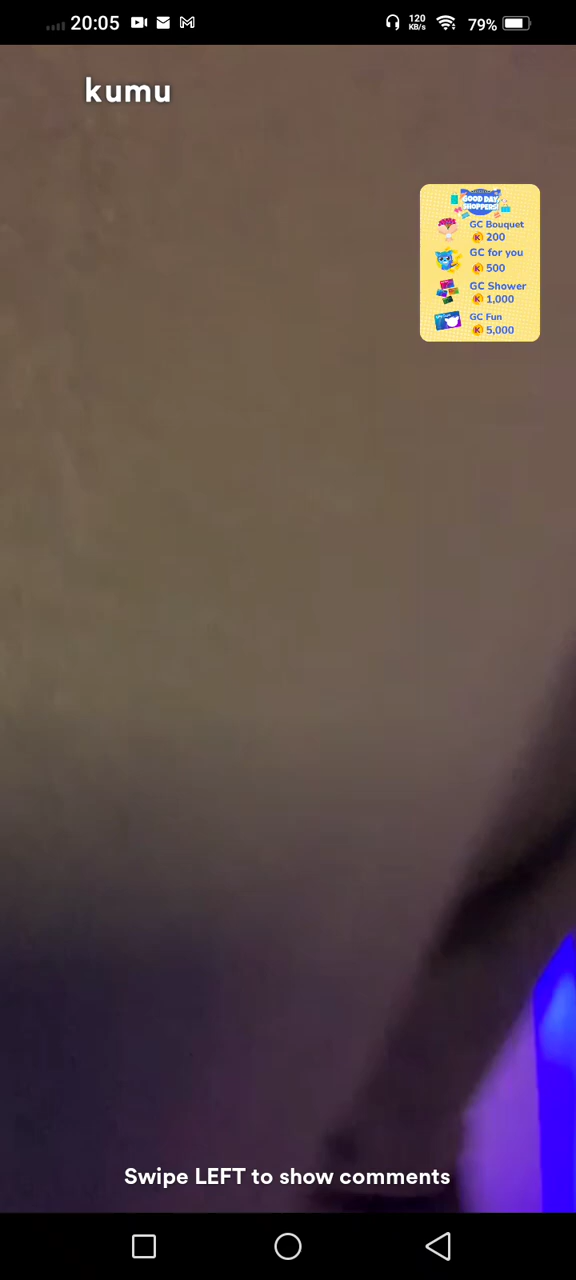 20:05
120
KB/s
79%
kumu
GOOD DAY
SHOPPERS
GC Bouquet
K 200
GC for you
K 500
GC Shower
K 1,000
GC Fun
K 5,000
Swipe LEFT to show comments